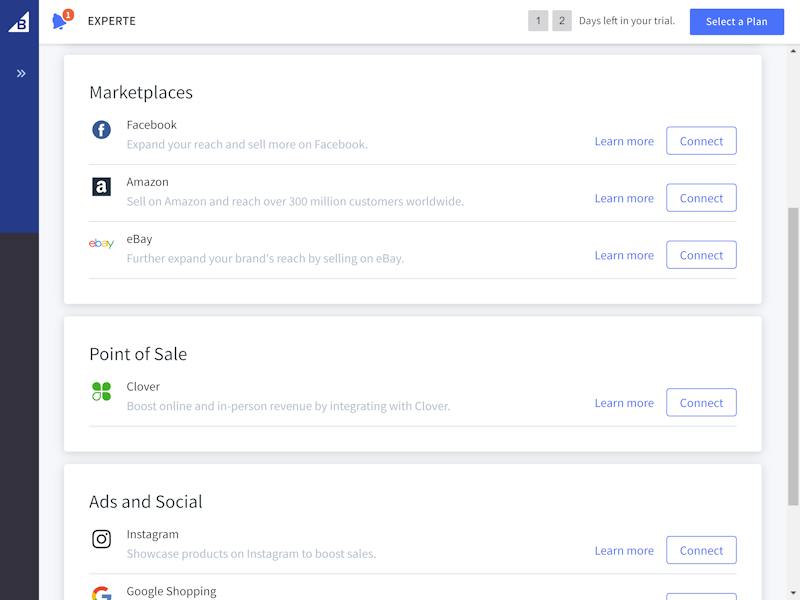 B
1
EXPERTE
1 2 Days left in your trial.
Select a Plan
Marketplaces
Facebook
Expand your reach and sell more on Facebook.
Learn more
Connect
a
Amazon
Sell on Amazon and reach over 300 million customers worldwide.
Learn more
Connect
ebay
eBay
Further expand your brand's reach by selling on eBay.
Learn more
Connect
Point of Sale
Clover
Boost online and in-person revenue by integrating with Clover.
Learn more
Connect
Ads and Social
Instagram
Showcase products on Instagram to boost sales.
Learn more
Connect
Google Shopping